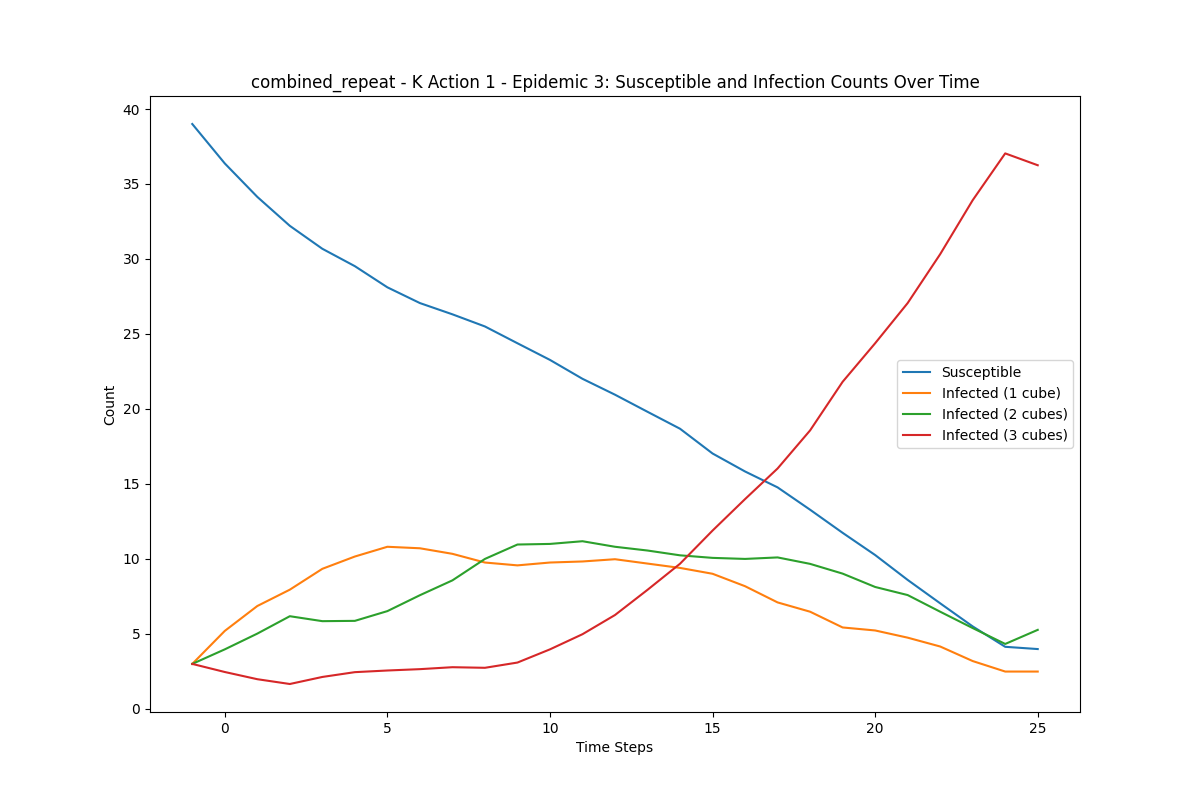 combined_repeat - K Action 1 - Epidemic 3: Susceptible and Infection Counts Over Time
40
35
30
25
20
15
10
5
0
Count
Susceptible
Infected (1 cube)
Infected (2 cubes)
Infected (3 cubes)
0 5 10 15 20 25
Time Steps